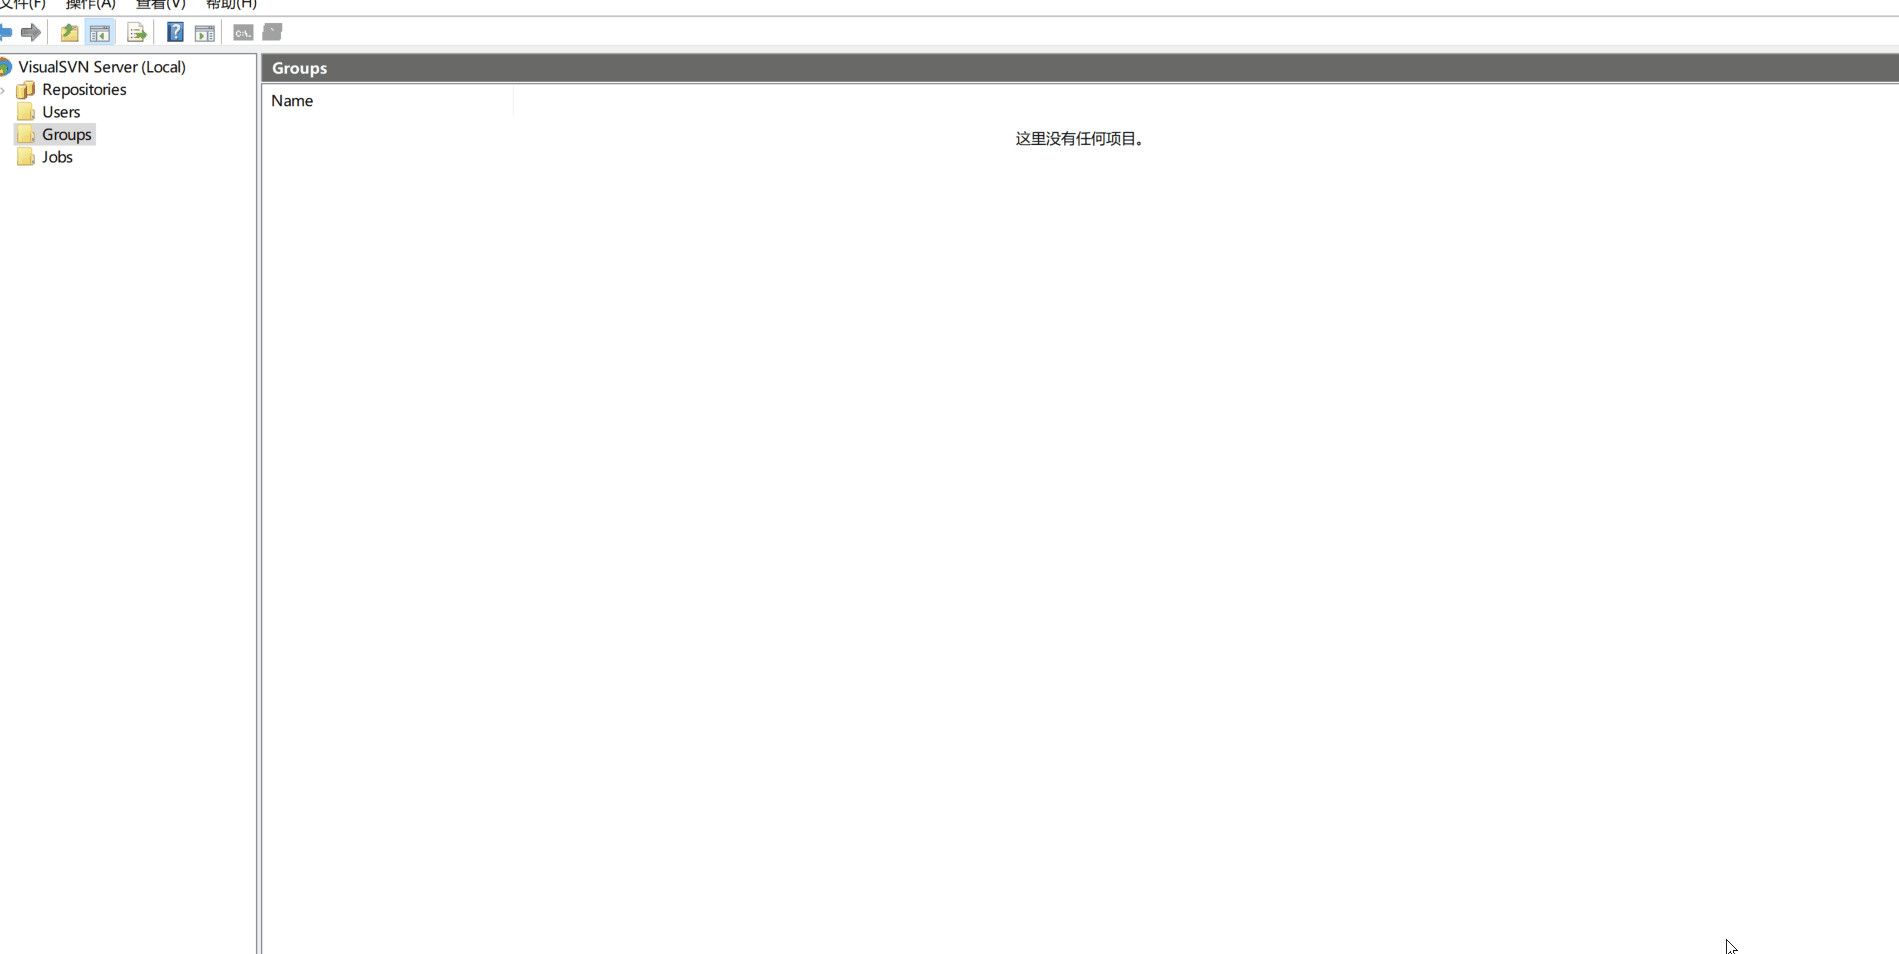 文件(F) 操作(A) 查看(V) 帮助(H)
VisualSVN Server (Local)
Repositories
Users
Groups
Jobs
Groups
Name
这里没有任何项目。